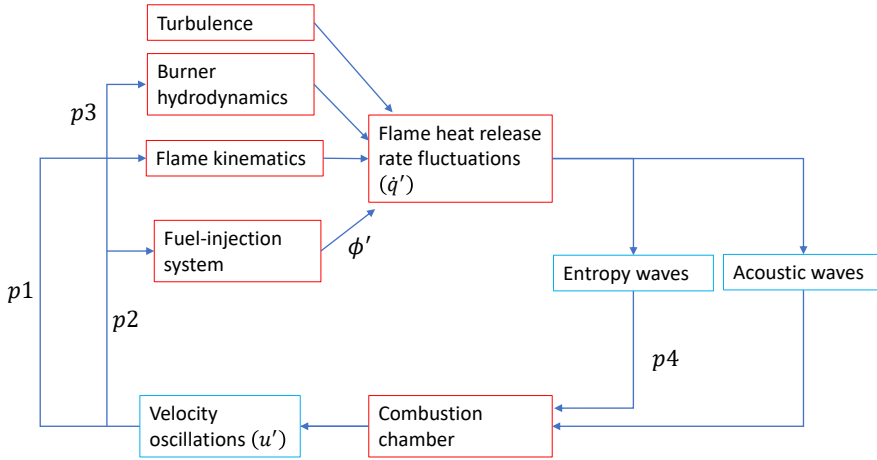 Turbulence
Burner
hydrodynamics
p3
Flame kinematics
Flame heat release
rate fluctuations
(q̇′)
Fuel-injection
system
ϕ′
Entropy waves
Acoustic waves
p1
p2
p4
Velocity
oscillations (u′)
Combustion
chamber